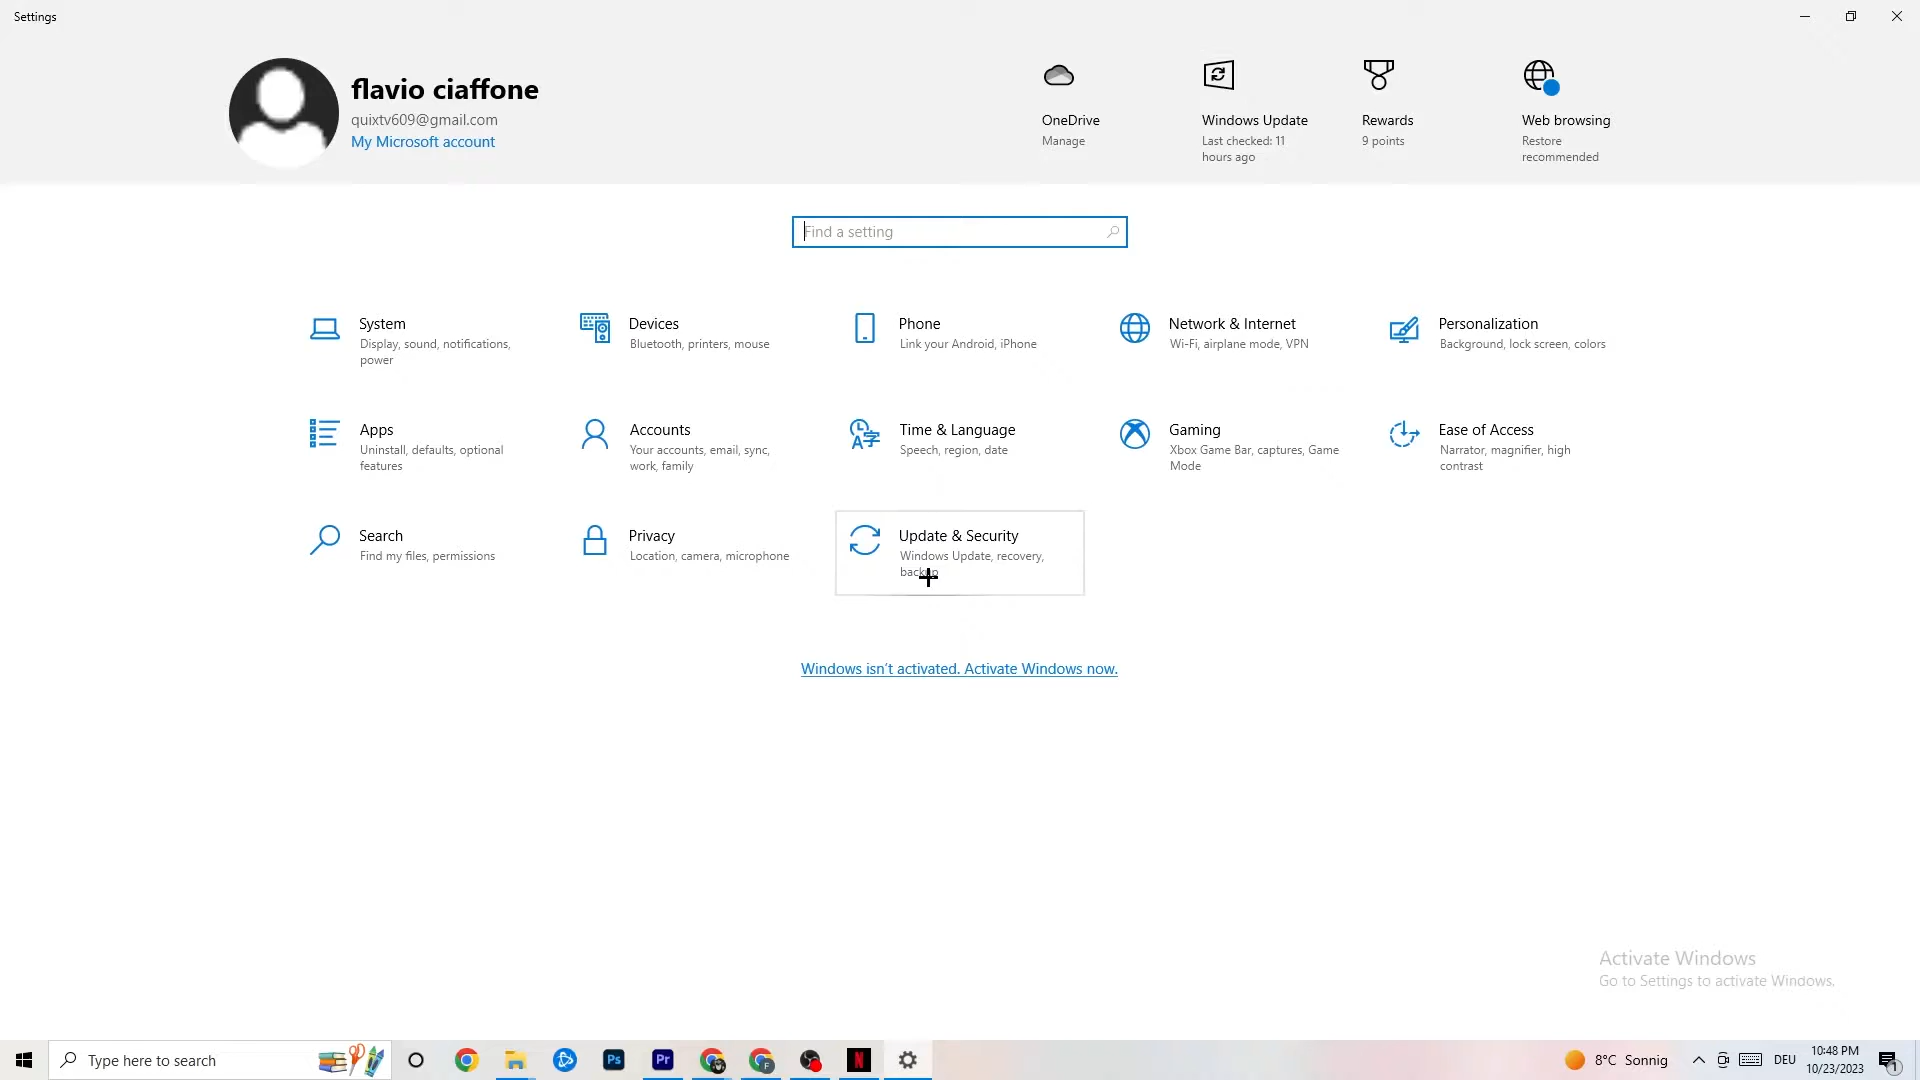 Settings
flavio ciaffone
quixtv609@gmail.com
My Microsoft account
OneDrive
Manage
Windows Update
Last checked: 11
hours ago
Rewards
9 points
Web browsing
Restore
recommended
Find a setting
System
Display, sound, notifications,
power
Devices
Bluetooth, printers, mouse
Phone
Link your Android, iPhone
Network & Internet
Wi-Fi, airplane mode, VPN
Personalization
Background, lock screen, colors
Apps
Uninstall, defaults, optional
features
Accounts
Your accounts, email, sync,
work, family
Time & Language
Speech, region, date
Gaming
Xbox Game Bar, captures, Game
Mode
Ease of Access
Narrator, magnifier, high
contrast
Search
Find my files, permissions
Privacy
Location, camera, microphone
Update & Security
Windows Update, recovery,
backup
Windows isn't activated. Activate Windows now.
Activate Windows
Go to Settings to activate Windows.
Type here to search
Ps
Pr
F
N
8°C Sonnig
DEU
10:48 PM
10/23/2023
1